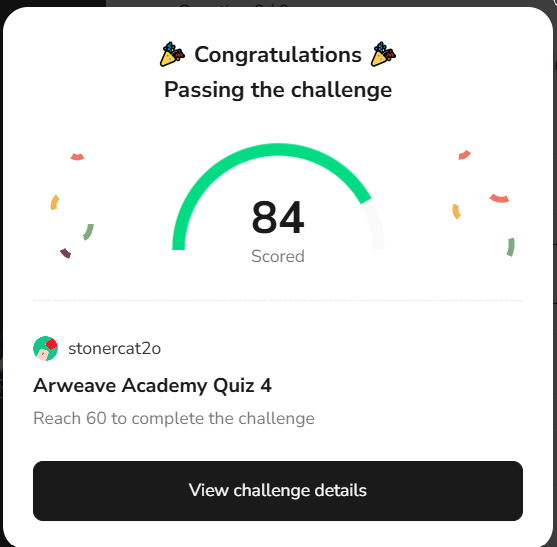 Congratulations
Passing the challenge
84
Scored
stonercat2o
Arweave Academy Quiz 4
Reach 60 to complete the challenge
View challenge details